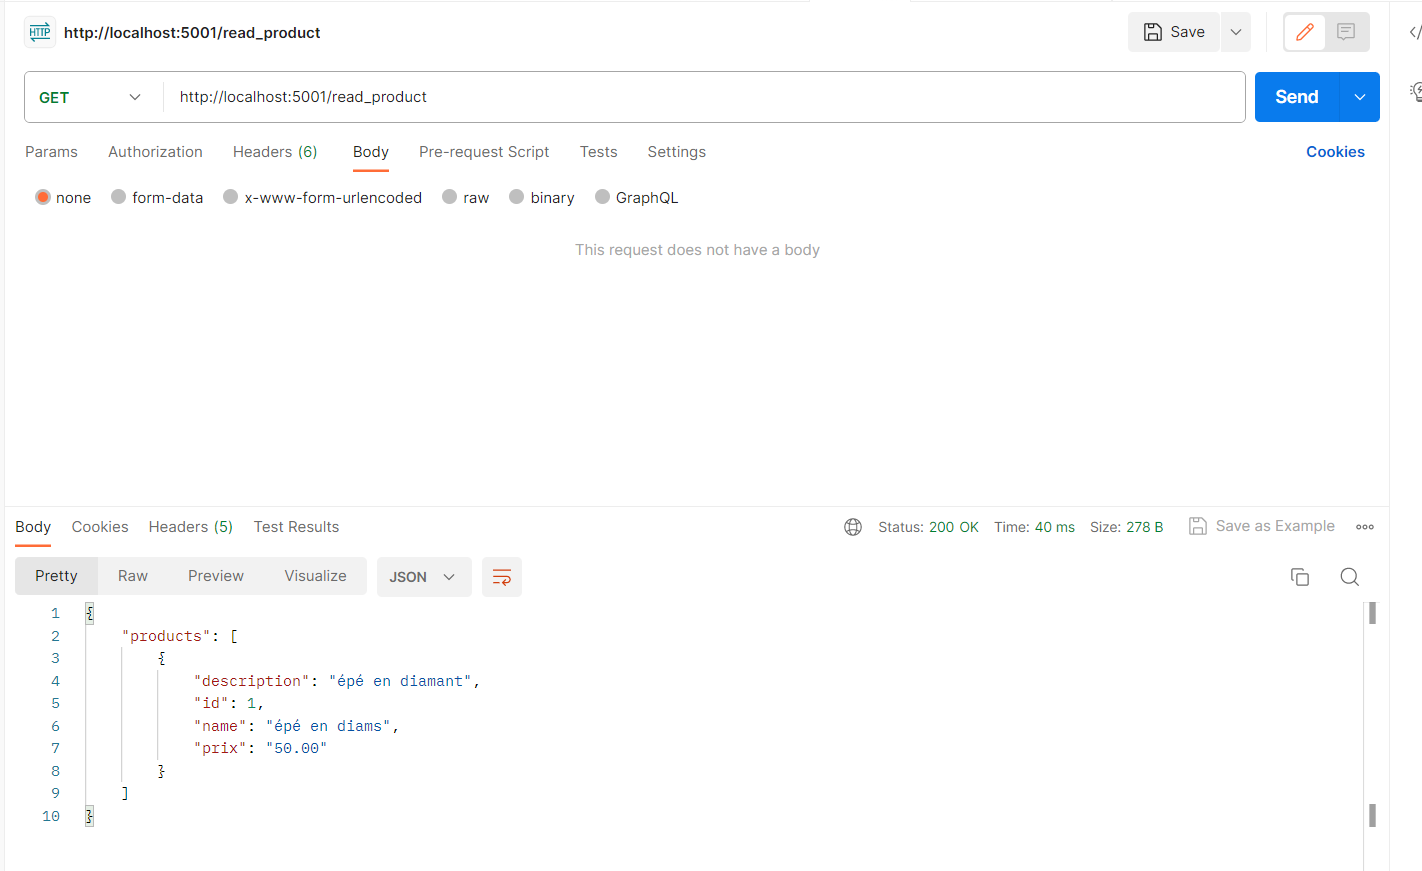 HTTP http://localhost:5001/read_product Save
GET http://localhost:5001/read_product Send
Params Authorization Headers (6) Body Pre-request Script Tests Settings Cookies
none form-data x-www-form-urlencoded raw binary GraphQL
This request does not have a body
Body Cookies Headers (5) Test Results Status: 200 OK Time: 40 ms Size: 278 B Save as Example
Pretty Raw Preview Visualize JSON
1 {
2 "products": [
3 {
4 "description": "épé en diamant",
5 "id": 1,
6 "name": "épé en diams",
7 "prix": "50.00"
8 }
9 ]
10 }